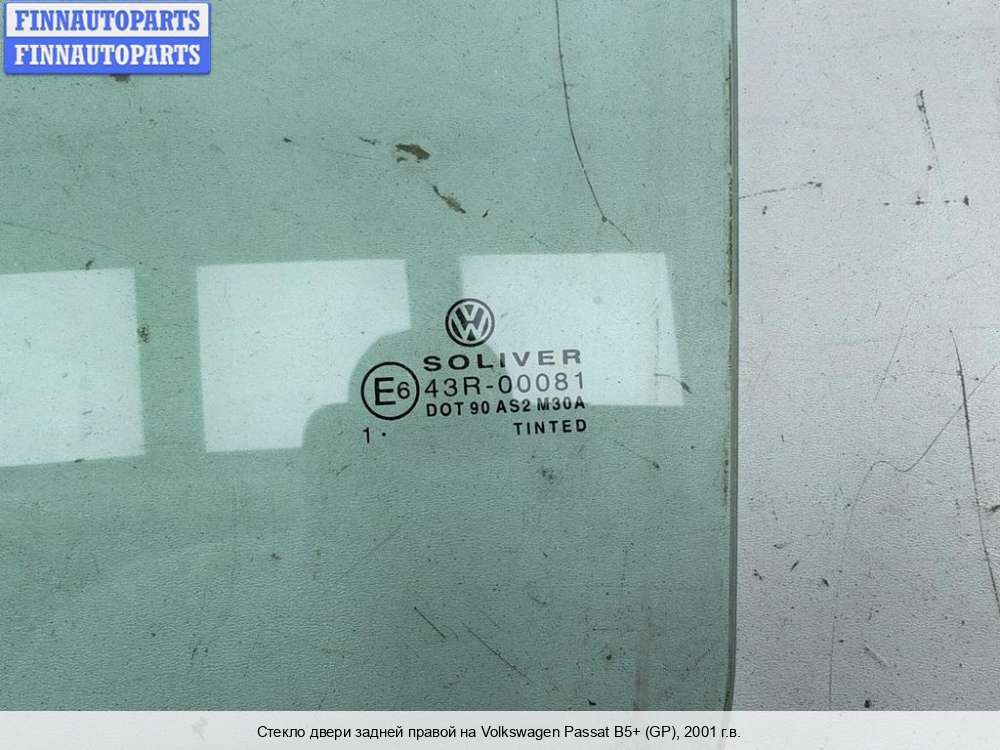 FINNAUTOPARTS
FINNAUTOPARTS
SOLIVER
E6 43R-00081
DOT 90 AS2 M30A
1 · TINTED
Стекло двери задней правой на Volkswagen Passat B5+ (GP), 2001 г.в.